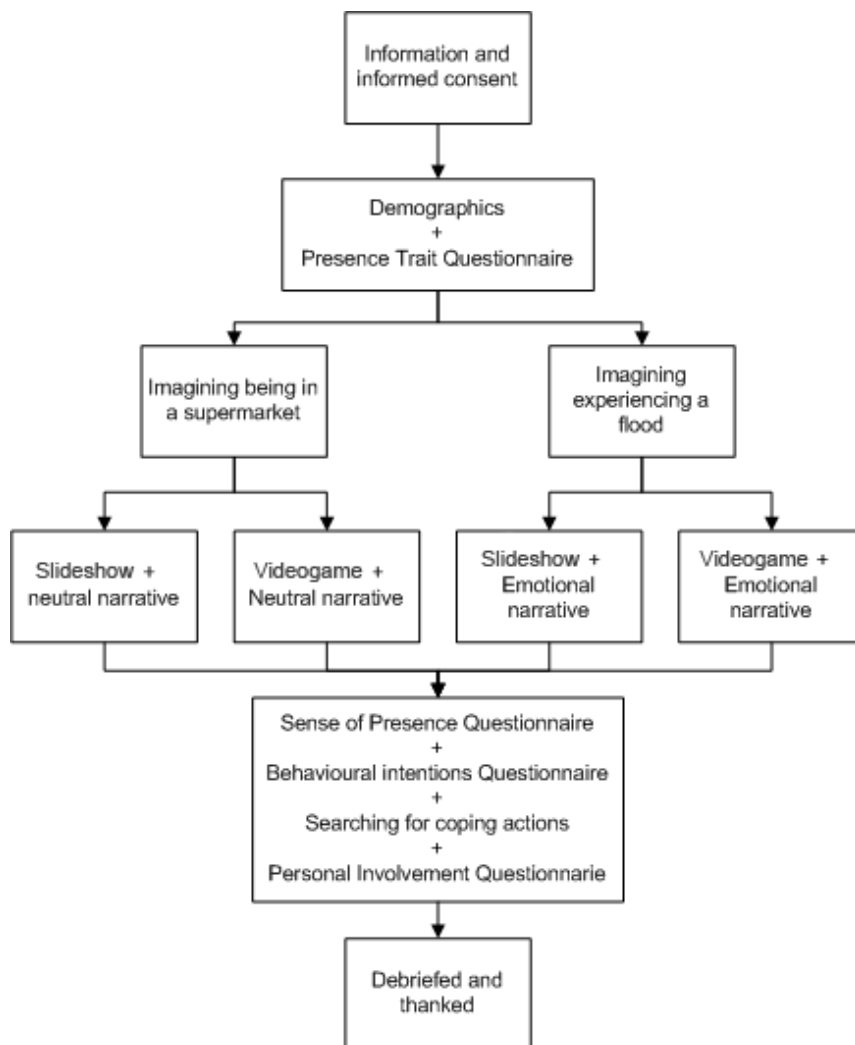 Information and
informed consent
Demographics
+
Presence Trait Questionnaire
Imagining being in
a supermarket
Imagining
experiencing a
flood
Slideshow +
neutral narrative
Videogame +
Neutral narrative
Slideshow +
Emotional
narrative
Videogame +
Emotional
narrative
Sense of Presence Questionnaire
+
Behavioural intentions Questionnaire
+
Searching for coping actions
+
Personal Involvement Questionnarie
Debriefed and
thanked